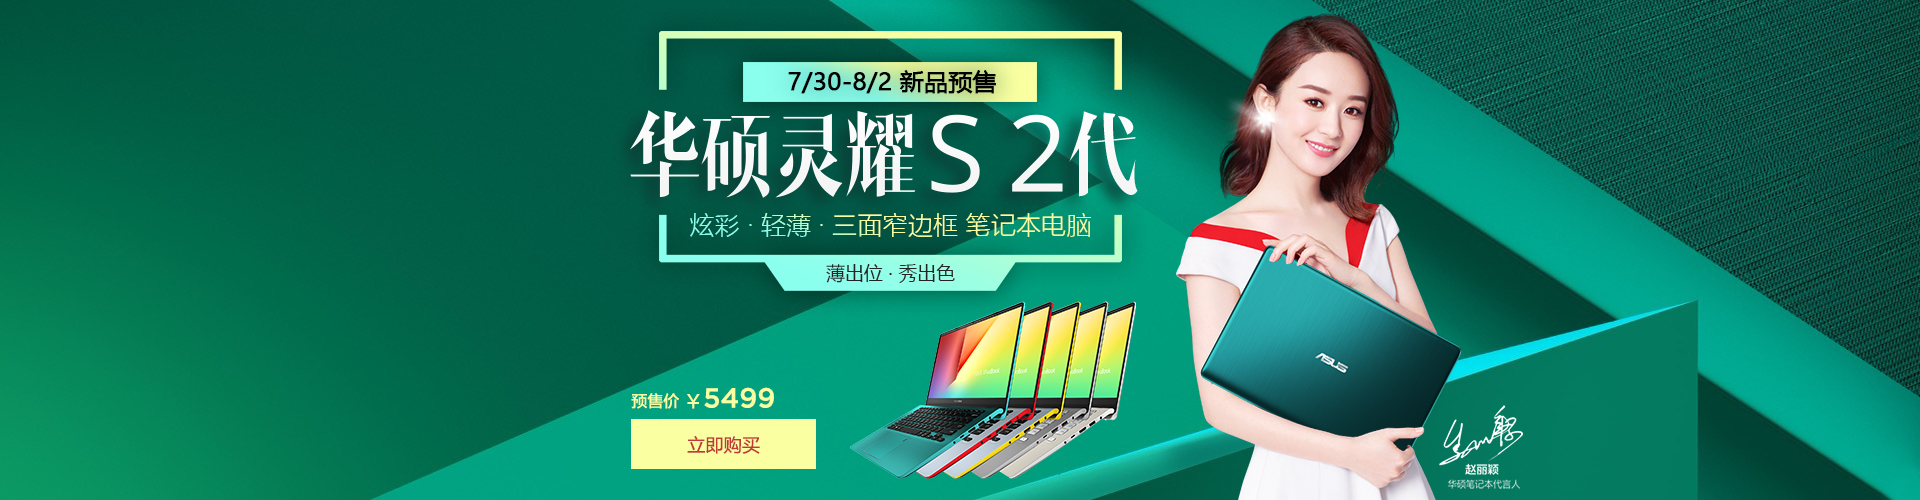 7/30-8/2 新品预售
华硕灵耀S 2代
炫彩 · 轻薄 · 三面窄边框 笔记本电脑
薄出位 · 秀出色
预售价 ￥5499
立即购买
ASUS
赵丽颖
华硕笔记本代言人